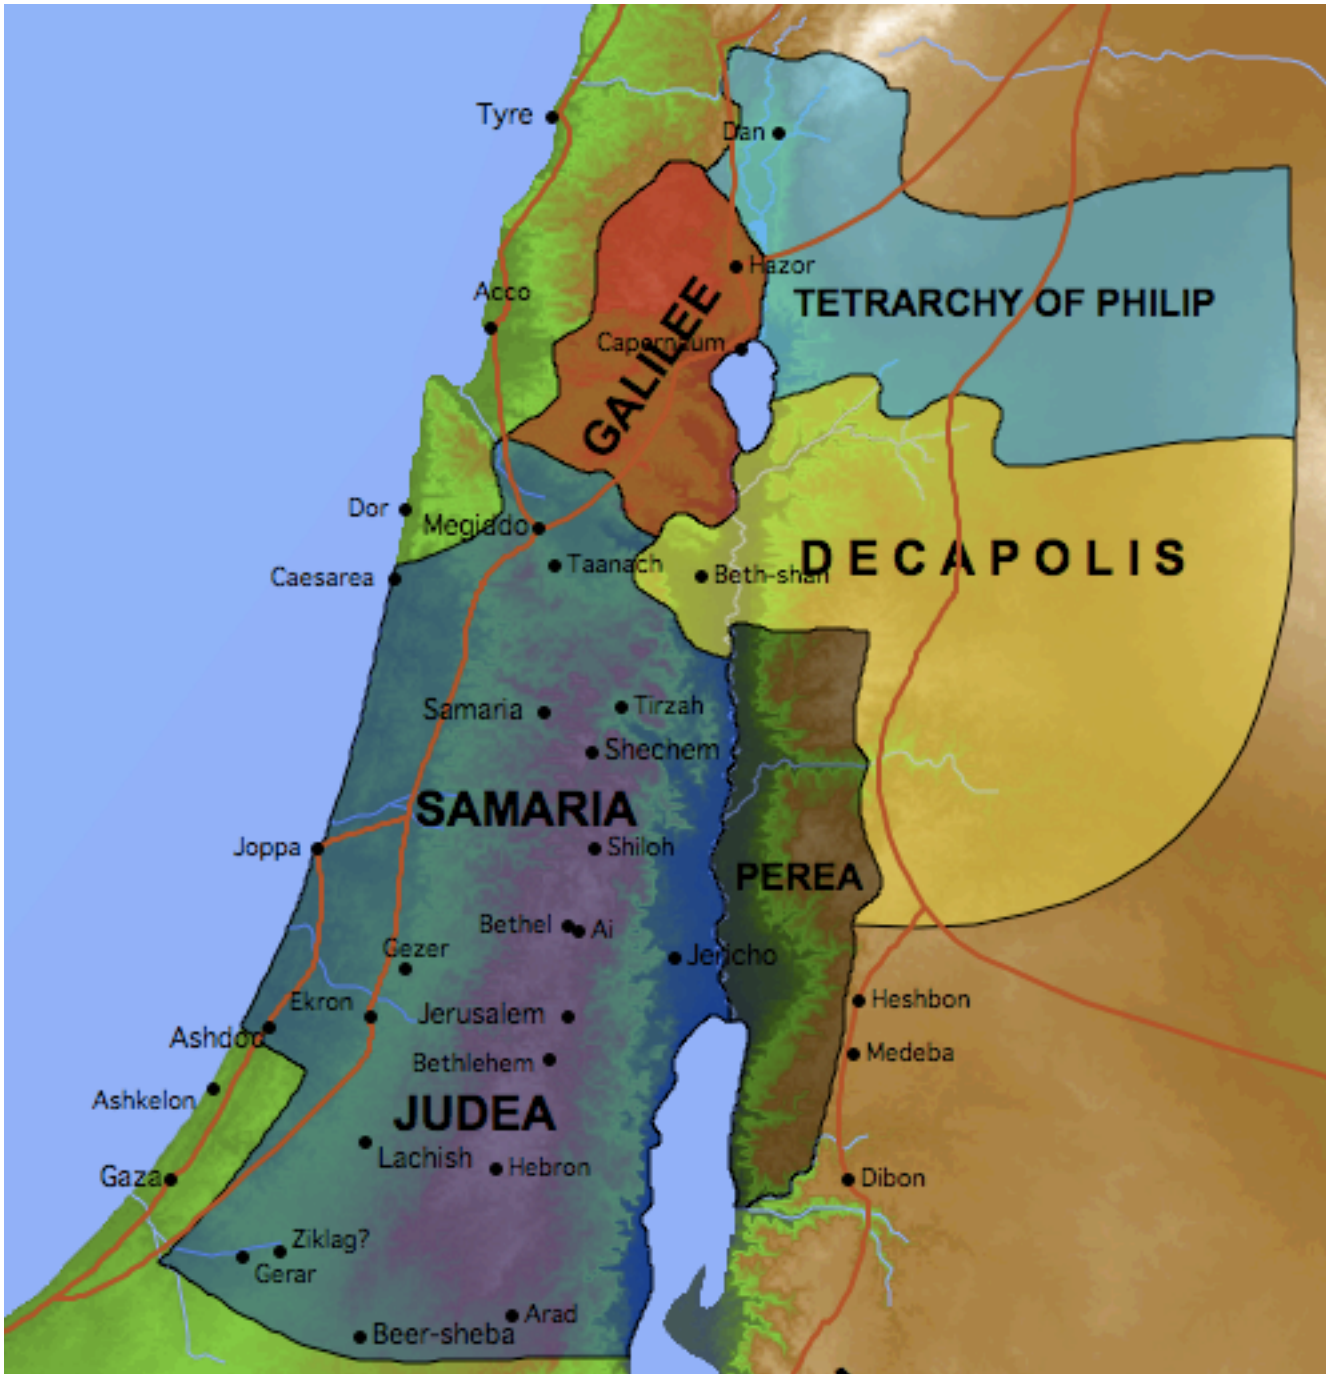 Tyre
Dan
Hazor
Acco
TETRARCHY OF PHILIP
Capernaum
GALILEE
Dor
Megiddo
DECAPOLIS
Taanach
Beth-shan
Caesarea
Samaria
Tirzah
Shechem
SAMARIA
Joppa
Shiloh
PEREA
Bethel
Ai
Gezer
Jericho
Ekron
Heshbon
Jerusalem
Ashdod
Medeba
Bethlehem
Ashkelon
JUDEA
Lachish
Hebron
Gaza
Dibon
Ziklag?
Gerar
Arad
Beer-sheba